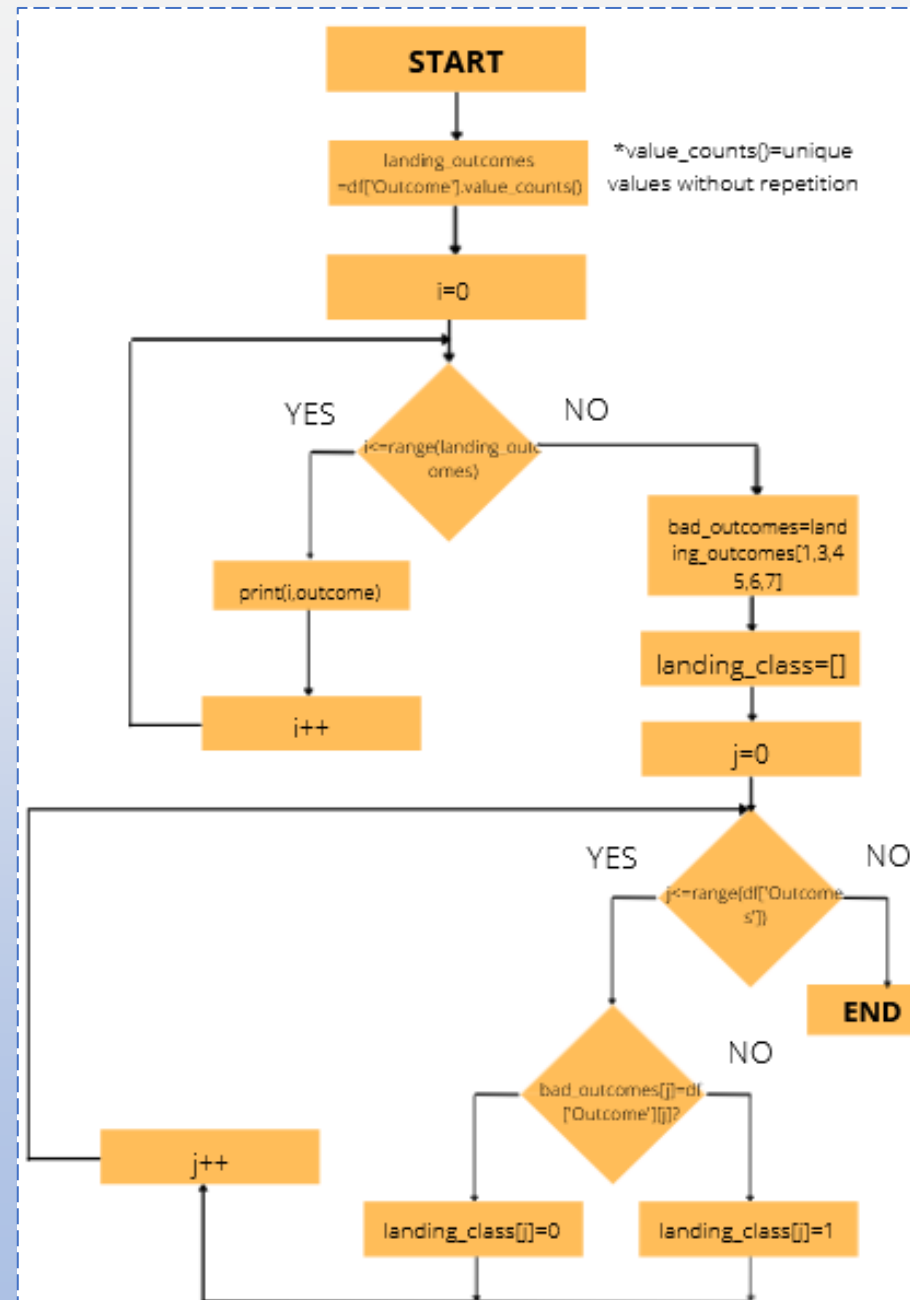 START
landing_outcomes
=df['Outcome'].value_counts()
*value_counts()=unique
values without repetition
i=0
YES
NO
i<=range(landing_outc
omes)
bad_outcomes=land
ing_outcomes[1,3,4
5,6,7]
print(i,outcome)
landing_class=[]
i++
j=0
YES
NO
j<=range(df['Outcome
s'])
END
NO
bad_outcomes[j]=df
['Outcome'][j]?
j++
landing_class[j]=0
landing_class[j]=1